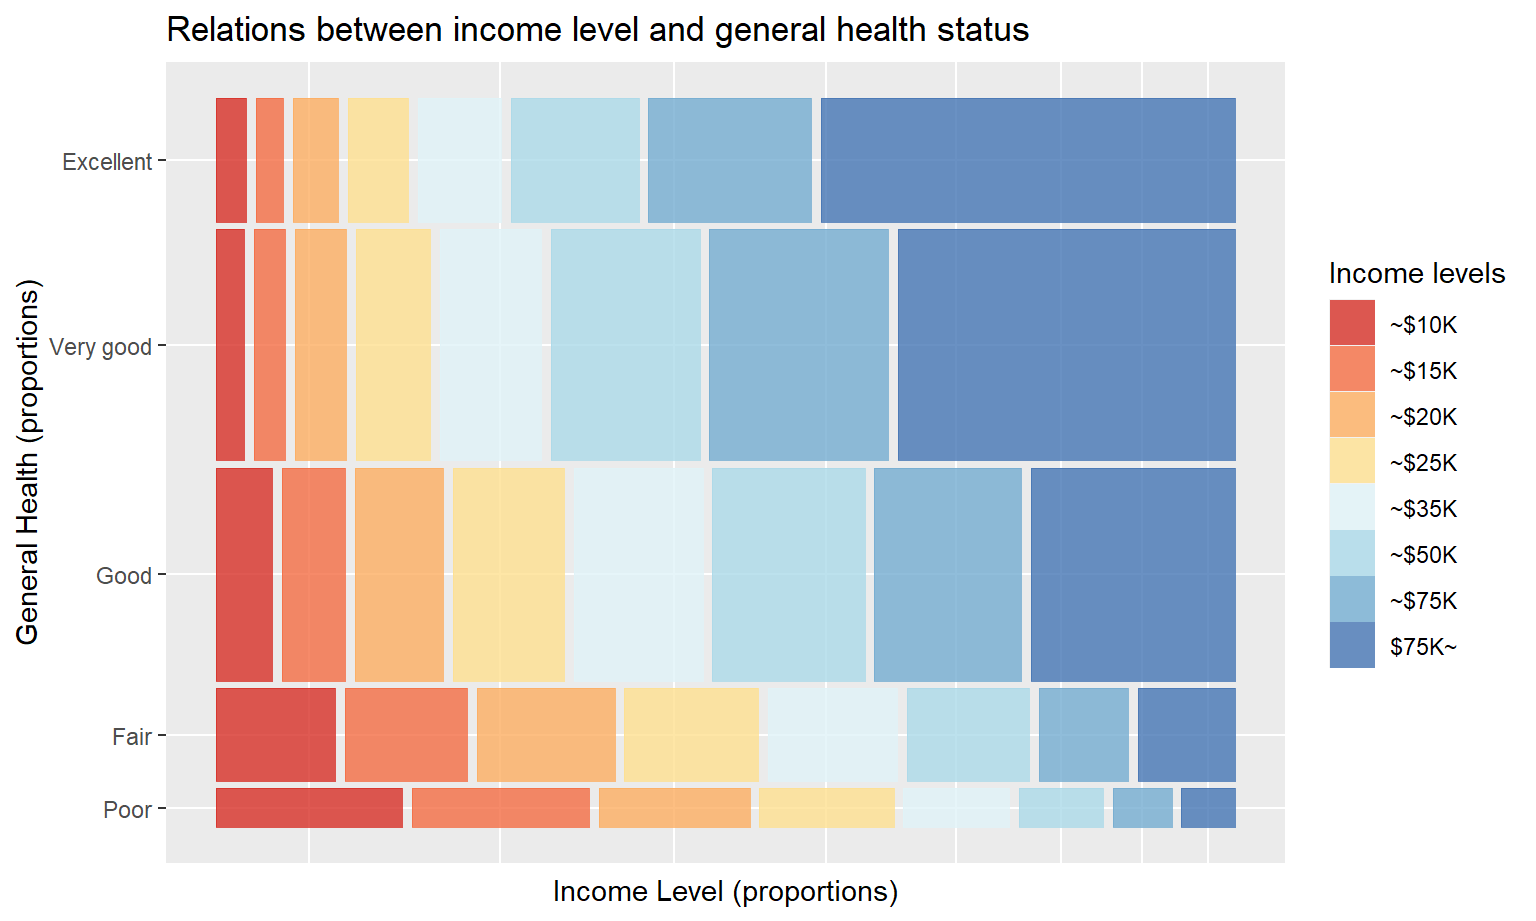 Relations between income level and general health status
General Health (proportions)
Excellent
Very good
Good
Fair
Poor
Income Level (proportions)
Income levels
~$10K
~$15K
~$20K
~$25K
~$35K
~$50K
~$75K
$75K~